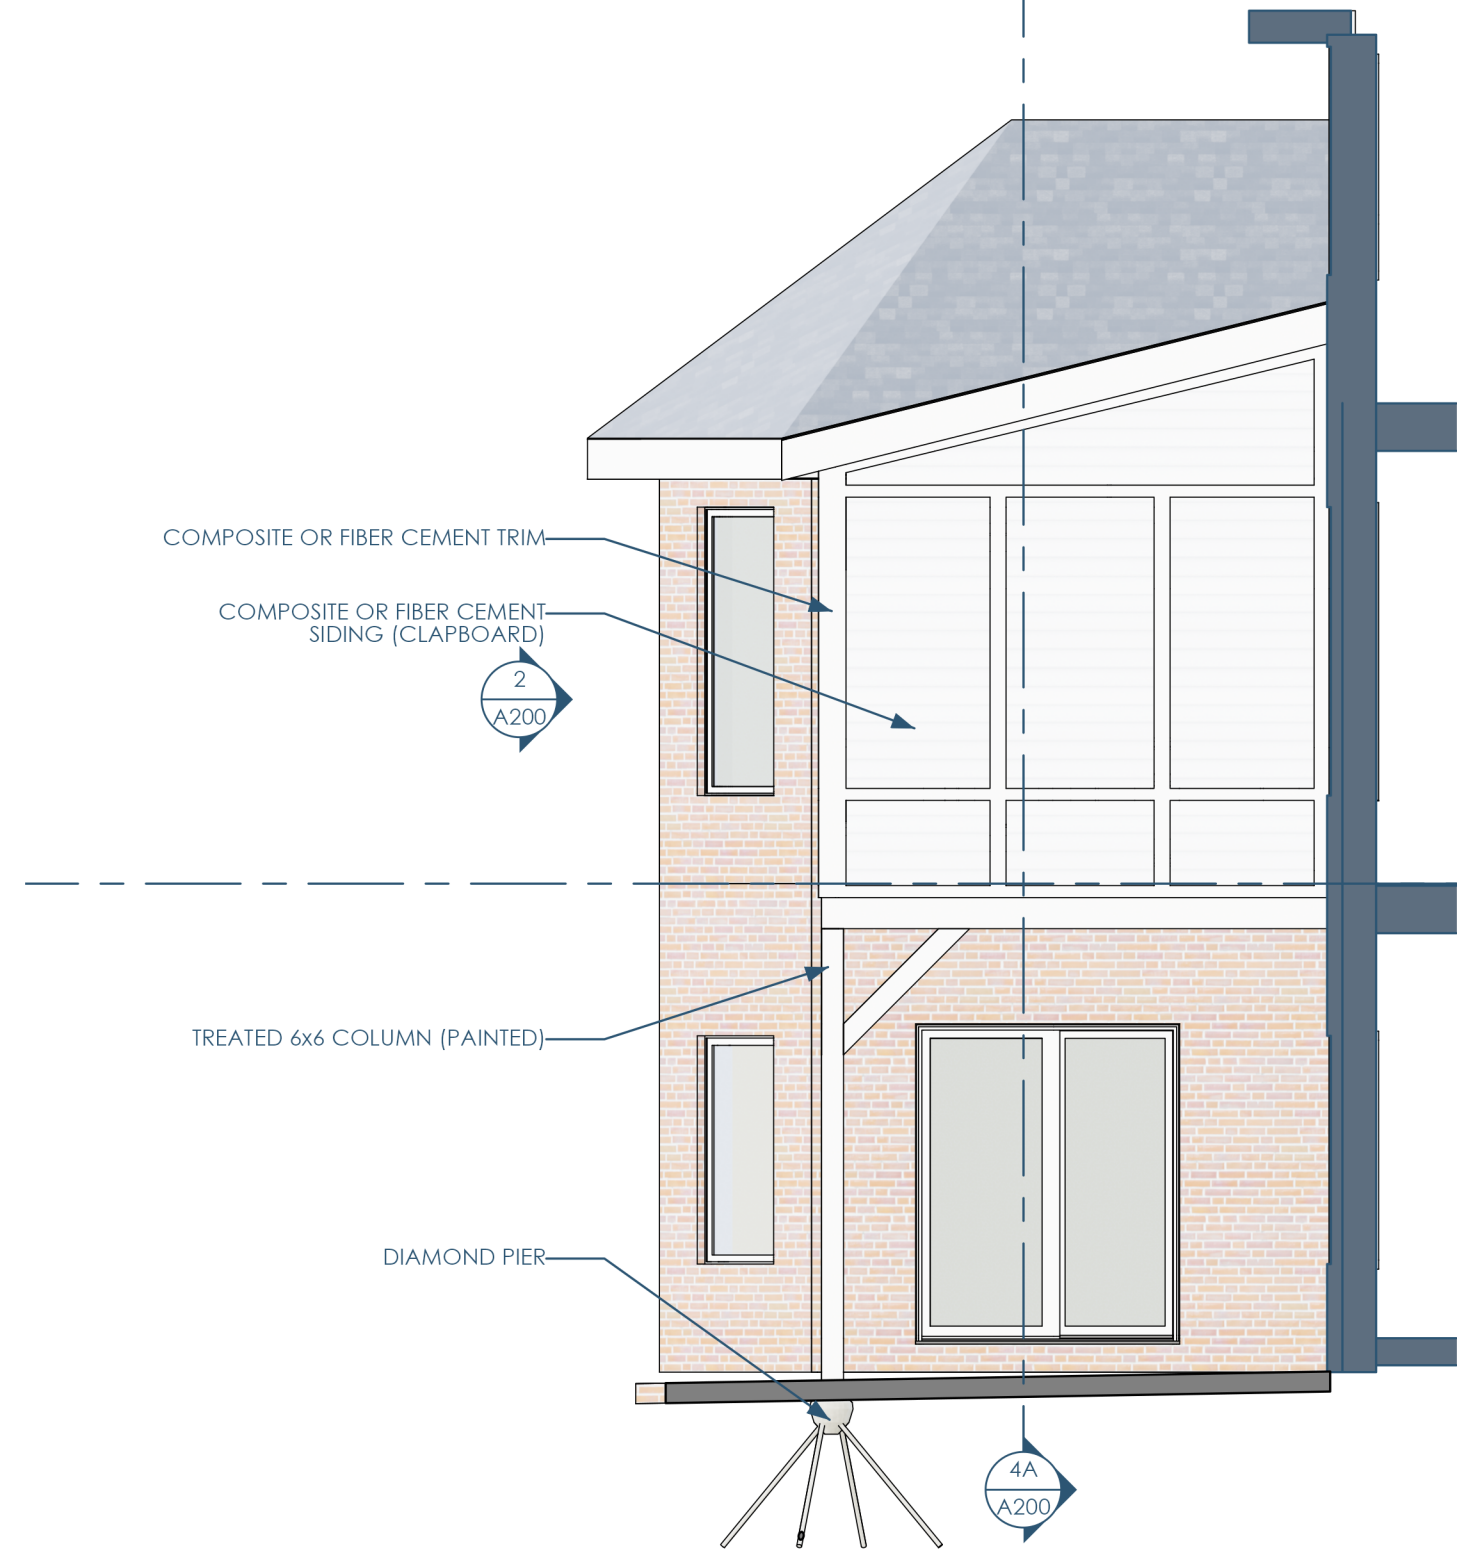 COMPOSITE OR FIBER CEMENT TRIM
COMPOSITE OR FIBER CEMENT
SIDING (CLAPBOARD)
2
A200
TREATED 6x6 COLUMN (PAINTED)
DIAMOND PIER
4A
A200